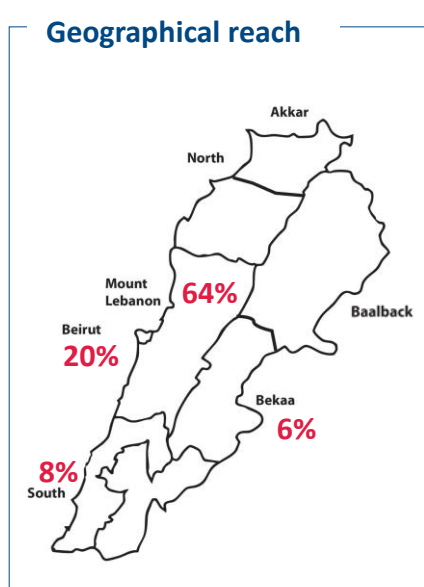 Geographical reach
Akkar
North
Mount
Lebanon
64%
Baalback
Beirut
20%
Bekaa
6%
8%
South